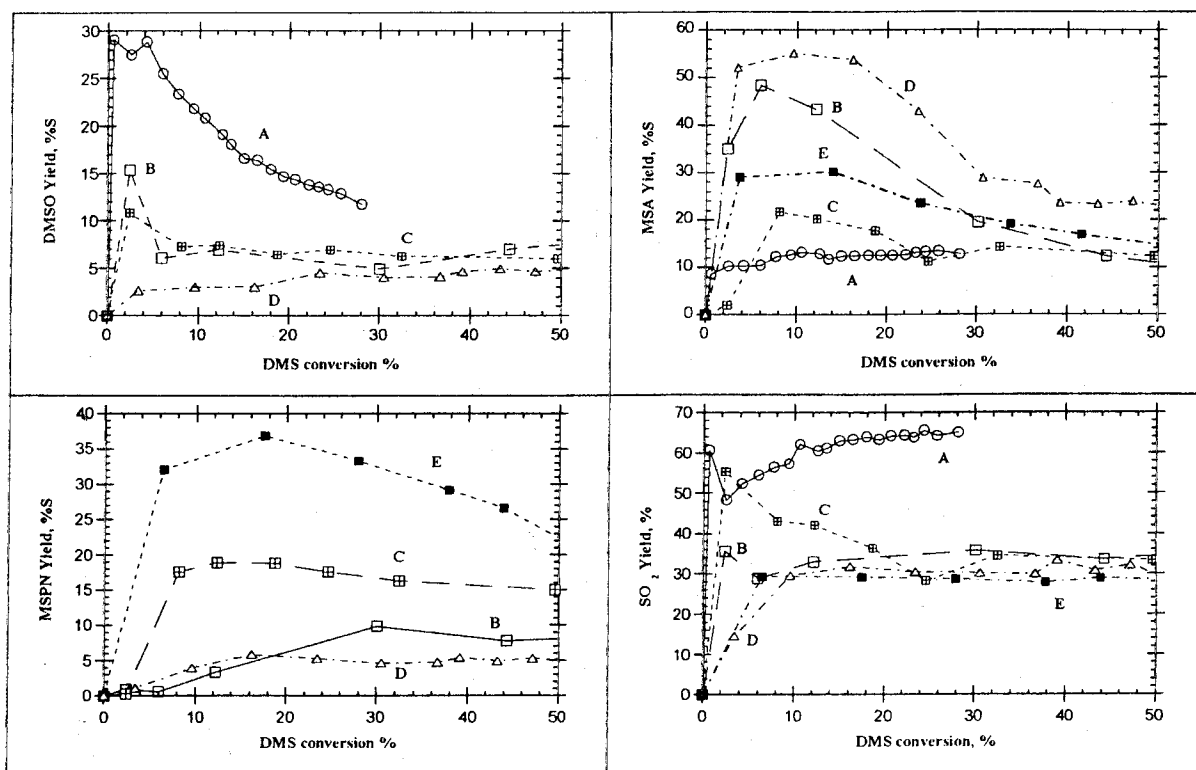 DMSO Yield, %S
30
25
20
15
10
5
0
A
B
C
D
0 10 20 30 40 50
DMS conversion %
MSA Yield, %S
60
50
40
30
20
10
0
D
B
E
C
A
0 10 20 30 40 50
DMS conversion %
MSPN Yield, %S
40
35
30
25
20
15
10
5
0
E
C
B
D
0 10 20 30 40 50
DMS conversion %
SO₂ Yield, %
70
60
50
40
30
20
10
0
A
C
B
E
D
0 10 20 30 40 50
DMS conversion, %